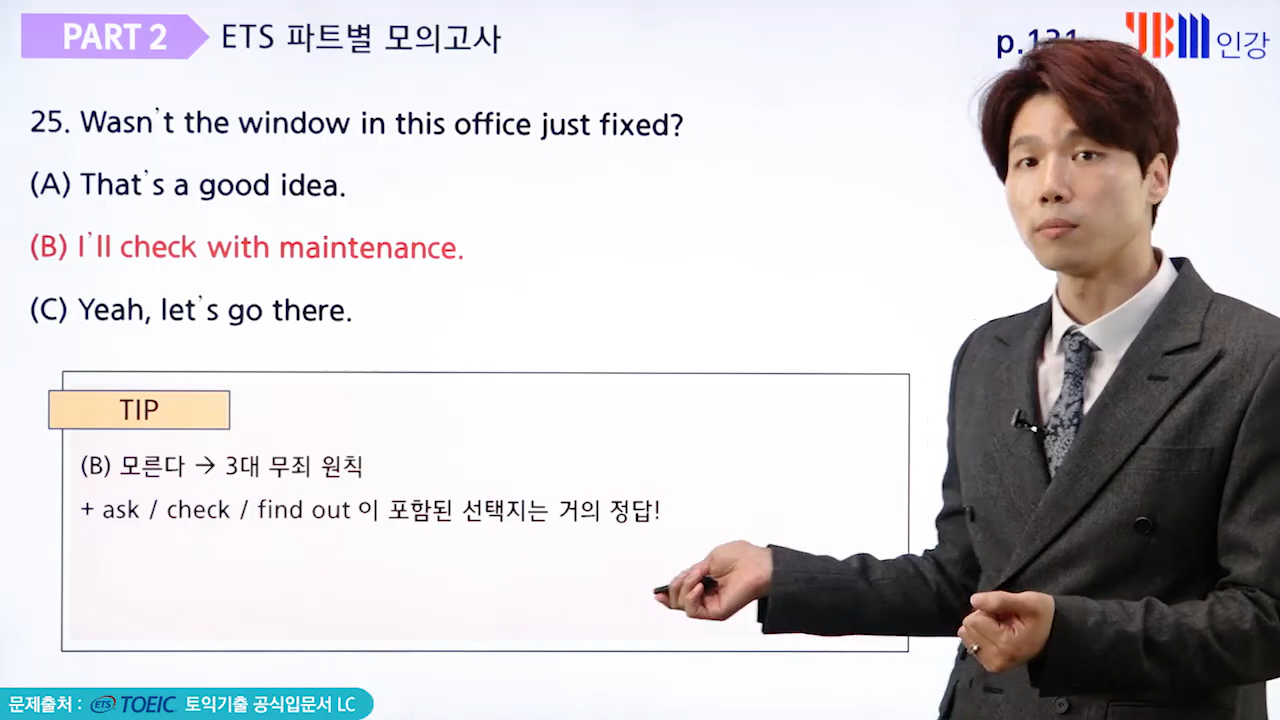 PART 2 ETS 파트별 모의고사
p.131 YBM 인강
25. Wasn't the window in this office just fixed?
(A) That's a good idea.
(B) I'll check with maintenance.
(C) Yeah, let's go there.
TIP
(B) 모른다 → 3대 무죄 원칙
+ ask / check / find out 이 포함된 선택지는 거의 정답!
문제출처 : ETS TOEIC 토익기출 공식입문서 LC